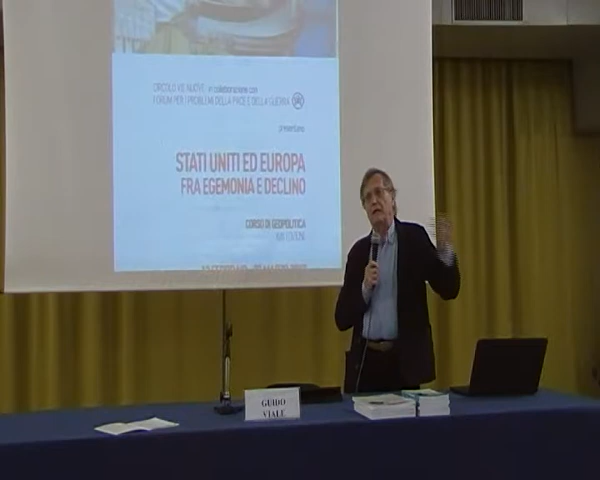 CIRCOLO VIE NUOVE in collaborazione con
FORUM PER I PROBLEMI DELLA PACE E DELLA GUERRA
presentano
STATI UNITI ED EUROPA
FRA EGEMONIA E DECLINO
CORSO DI GEOPOLITICA
GUIDO
VIALE